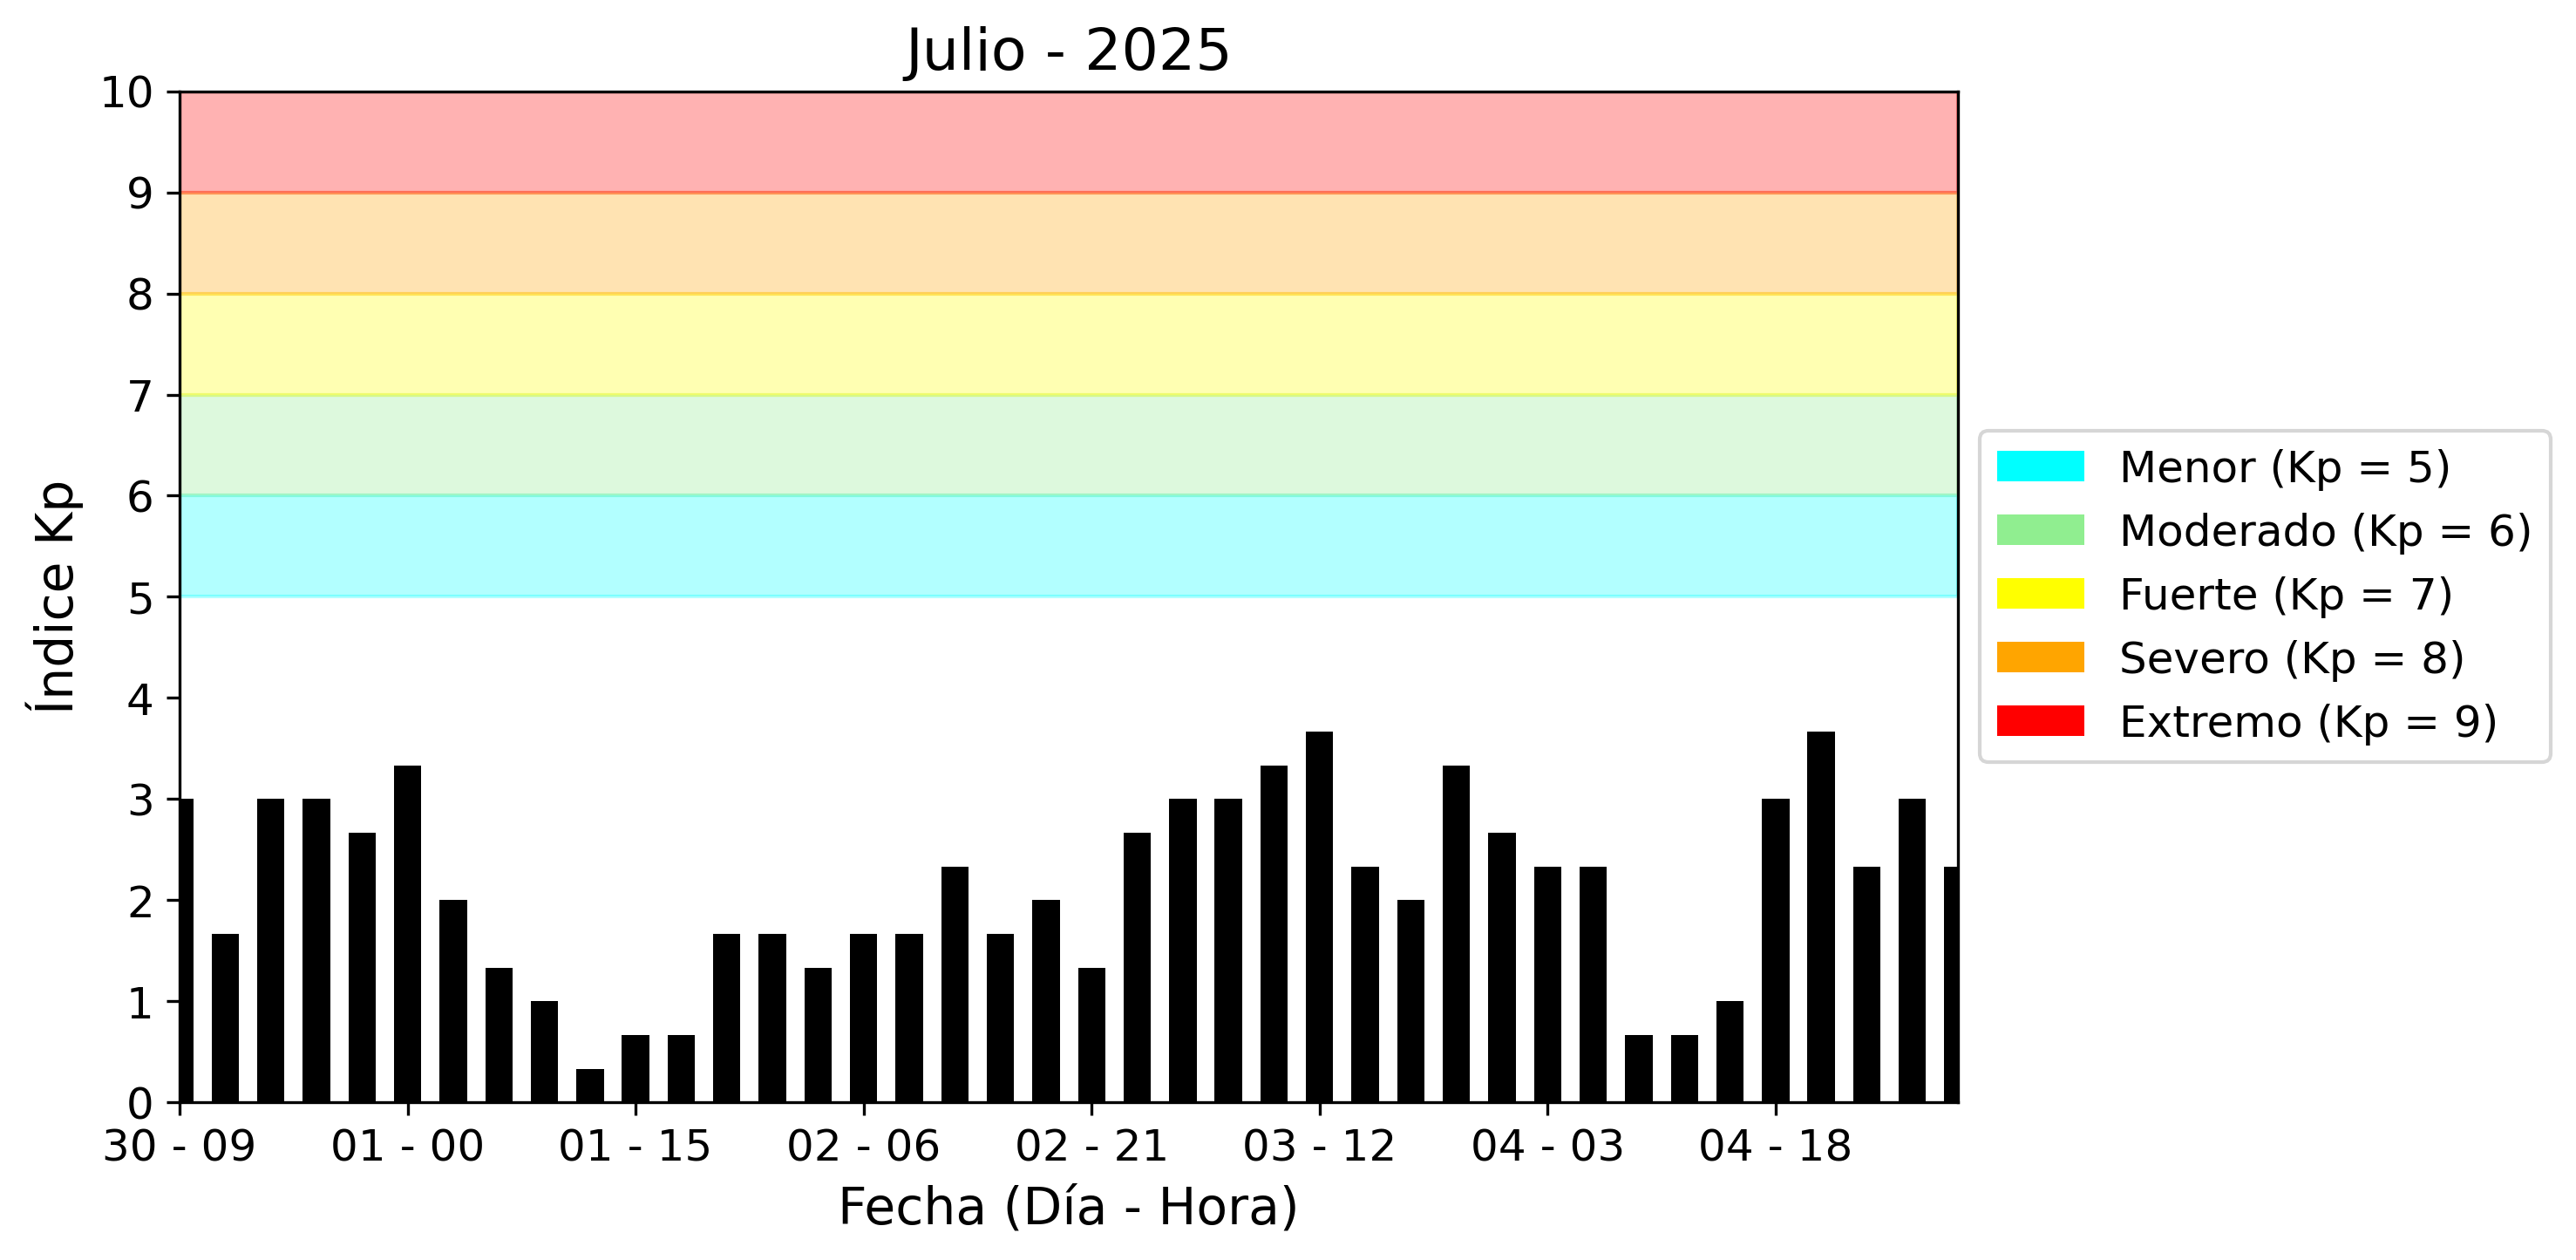 Julio - 2025
10
9
8
7
6
5
4
3
2
1
0
Índice Kp
30 - 09
01 - 00
01 - 15
02 - 06
02 - 21
03 - 12
04 - 03
04 - 18
Fecha (Día - Hora)
Menor (Kp = 5)
Moderado (Kp = 6)
Fuerte (Kp = 7)
Severo (Kp = 8)
Extremo (Kp = 9)